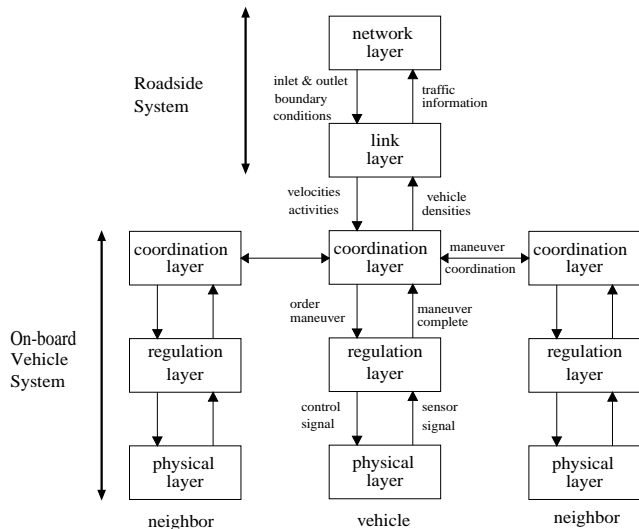 network
layer
Roadside
System
inlet & outlet
boundary
conditions
traffic
information
link
layer
velocities
activities
vehicle
densities
coordination
layer
coordination
layer
maneuver
coordination
coordination
layer
order
maneuver
maneuver
complete
On-board
Vehicle
System
regulation
layer
regulation
layer
regulation
layer
control
signal
sensor
signal
physical layer
physical layer
physical layer
neighbor
vehicle
neighbor